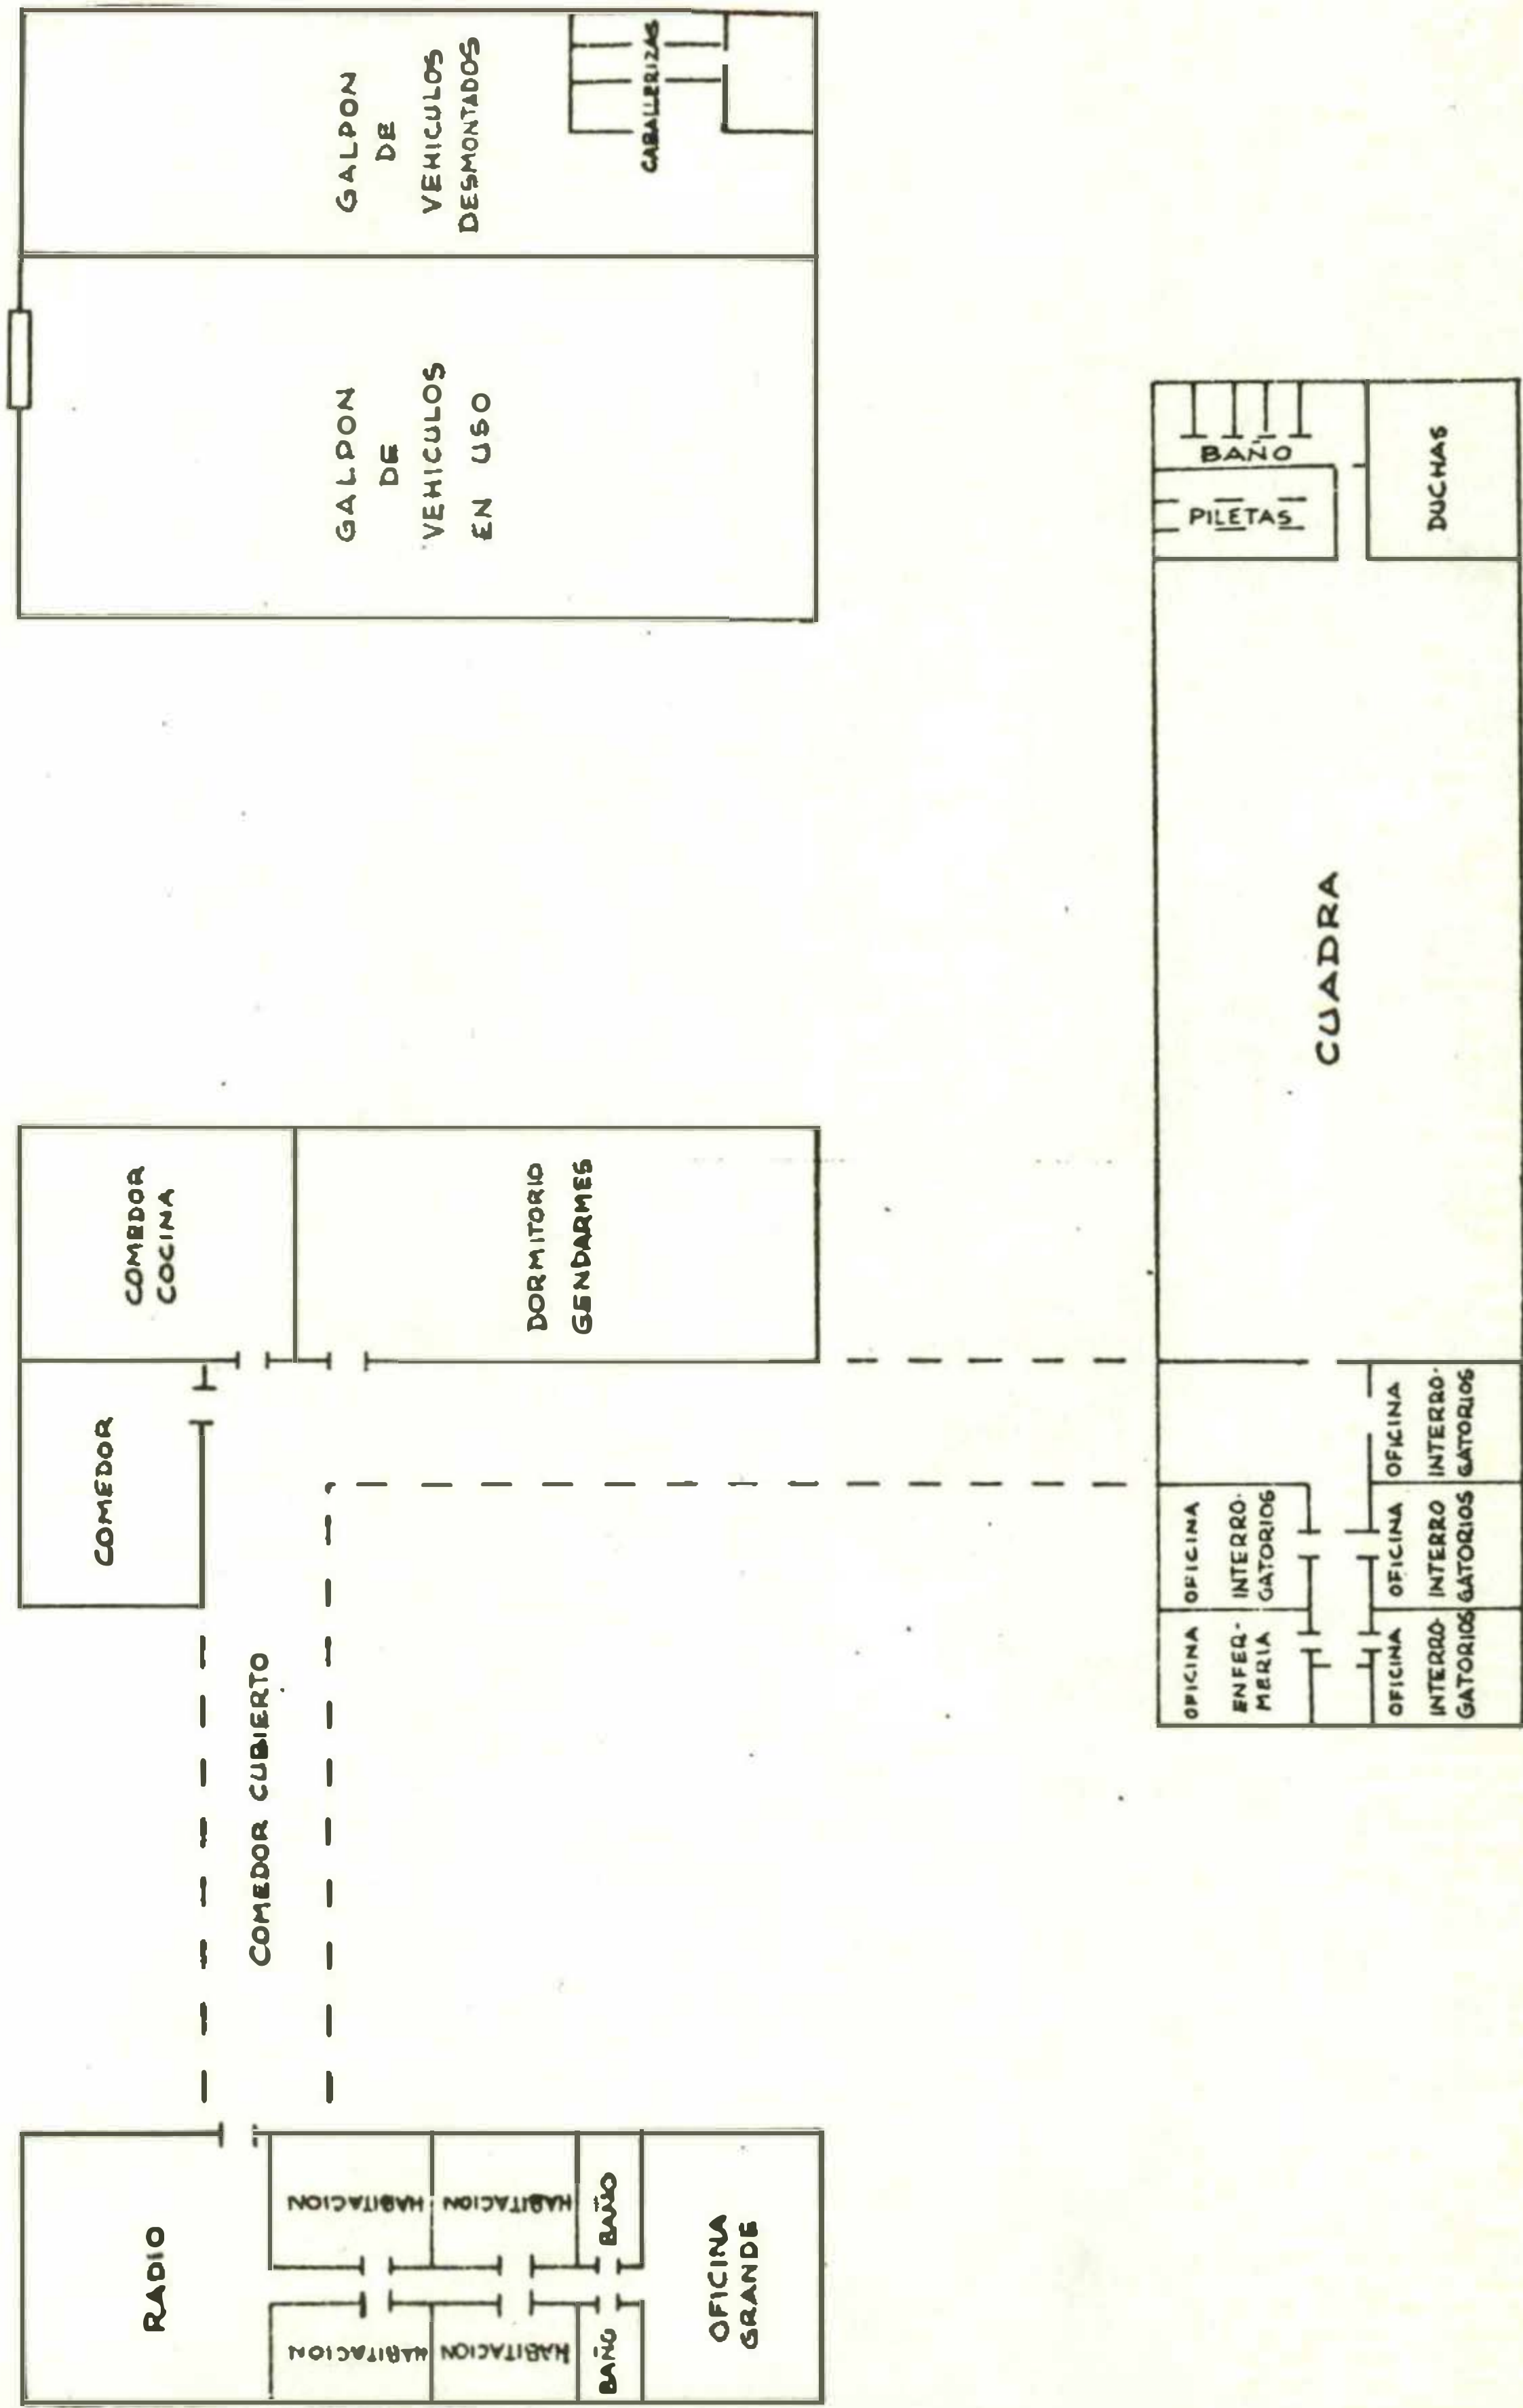 RADIO
HABITACION
HABITACION
HABITACION
HABITACION
BAÑO
BAÑO
OFICINA
GRANDE
COMEDOR CUBIERTO
COMEDOR
COMEDOR
COCINA
DORMITORIO
GENDARMES
GALPON
DE
VEHICULOS
EN USO
GALPON
DE
VEHICULOS
DESMONTADOS
CABALLERIZAS
OFICINA
ENFER-
MERIA
OFICINA
INTERRO-
GATORIOS
OFICINA
INTERRO-
GATORIOS
OFICINA
INTERRO
GATORIOS
OFICINA
INTERRO-
GATORIOS
CUADRA
PILETAS
BAÑO
DUCHAS